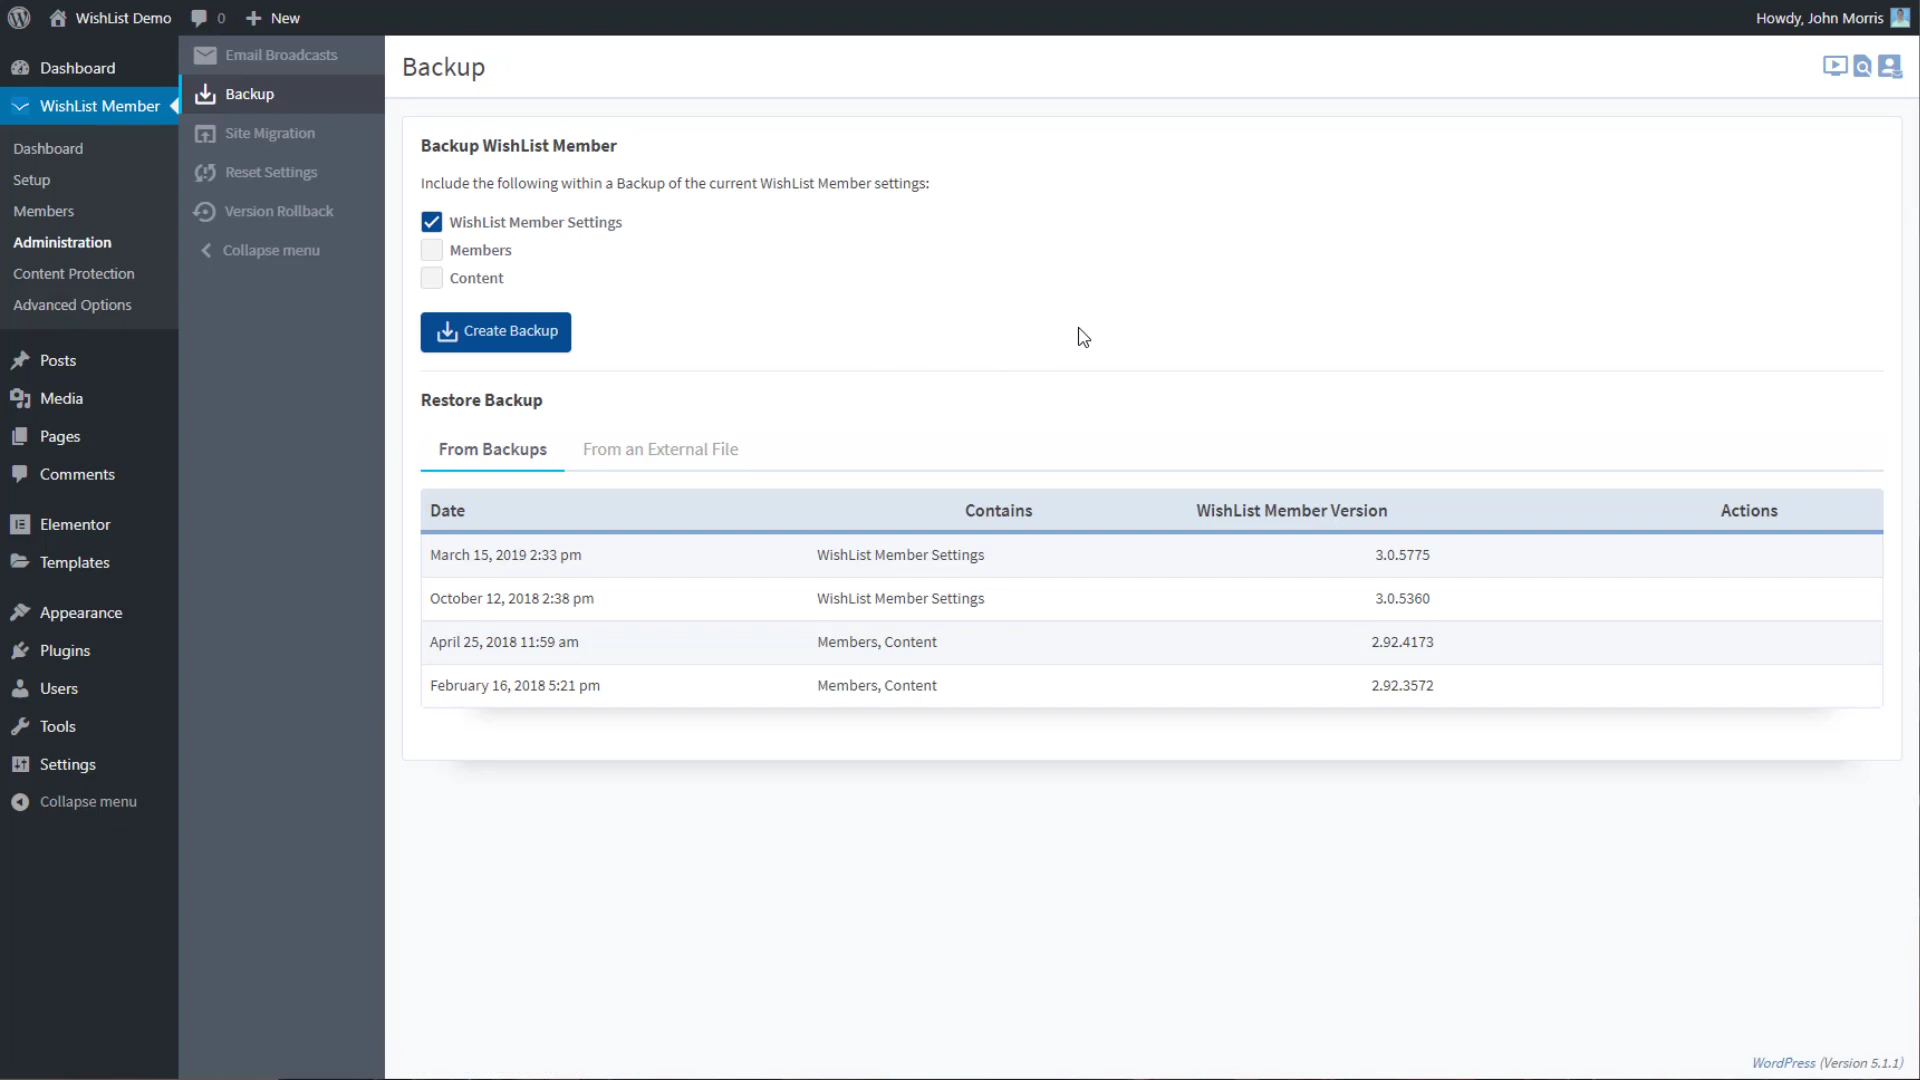 WishList Demo 0 New Howdy, John Morris
Dashboard
WishList Member
Dashboard
Setup
Members
Administration
Content Protection
Advanced Options
Posts
Media
Pages
Comments
Elementor
Templates
Appearance
Plugins
Users
Tools
Settings
Collapse menu
Email Broadcasts
Backup
Site Migration
Reset Settings
Version Rollback
Collapse menu
Backup
Backup WishList Member
Include the following within a Backup of the current WishList Member settings:
WishList Member Settings
Members
Content
Create Backup
Restore Backup
From Backups From an External File
Date Contains WishList Member Version Actions
March 15, 2019 2:33 pm WishList Member Settings 3.0.5775
October 12, 2018 2:38 pm WishList Member Settings 3.0.5360
April 25, 2018 11:59 am Members, Content 2.92.4173
February 16, 2018 5:21 pm Members, Content 2.92.3572
WordPress (Version 5.1.1)